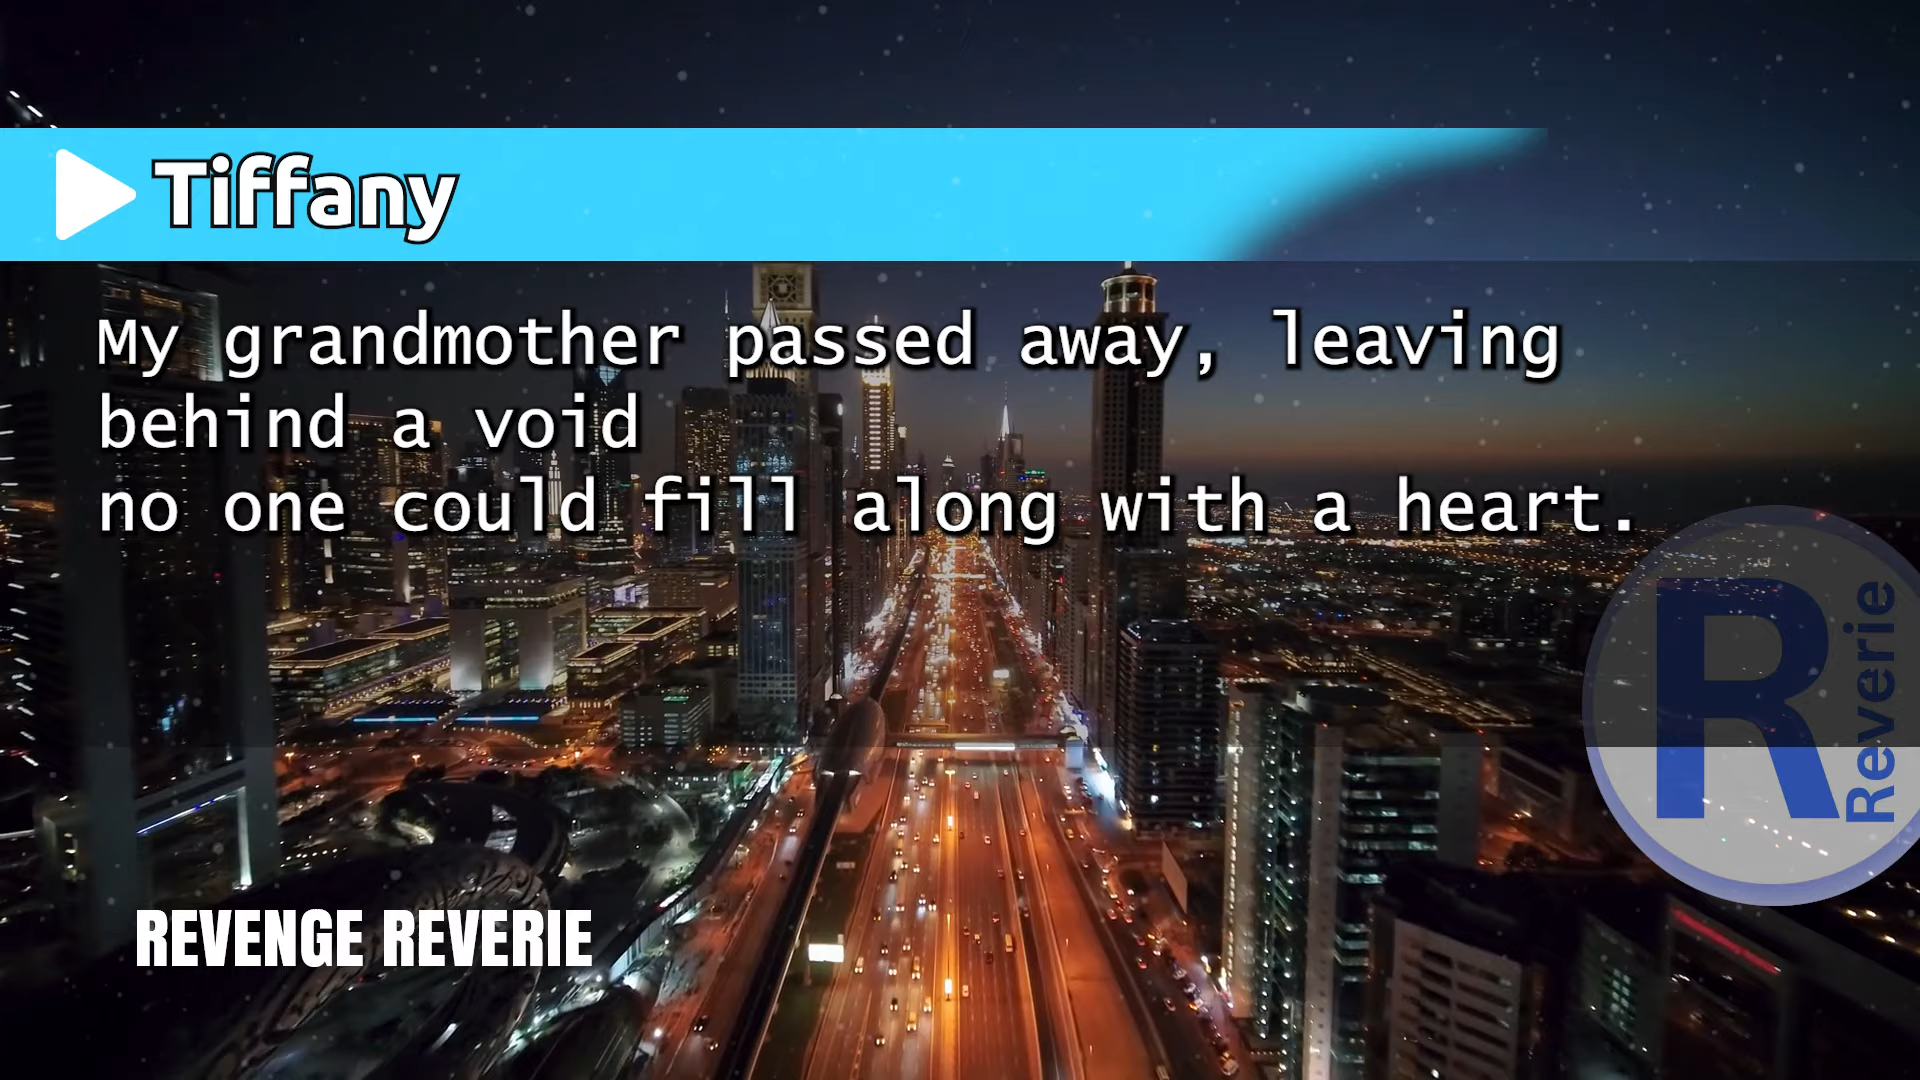 Tiffany
My grandmother passed away, leaving
behind a void
no one could fill along with a heart.
R
Reverie
REVENGE REVERIE